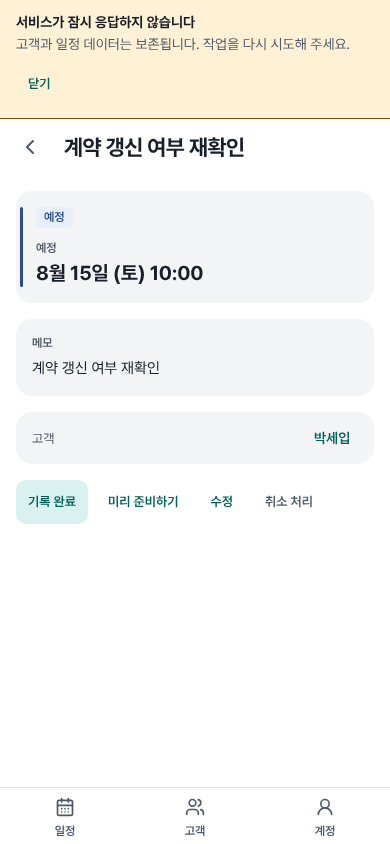 서비스가 잠시 응답하지 않습니다
고객과 일정 데이터는 보존됩니다. 작업을 다시 시도해 주세요.
닫기
계약 갱신 여부 재확인
예정
예정
8월 15일 (토) 10:00
메모
계약 갱신 여부 재확인
고객 박세입
기록 완료 미리 준비하기 수정 취소 처리
일정 고객 계정